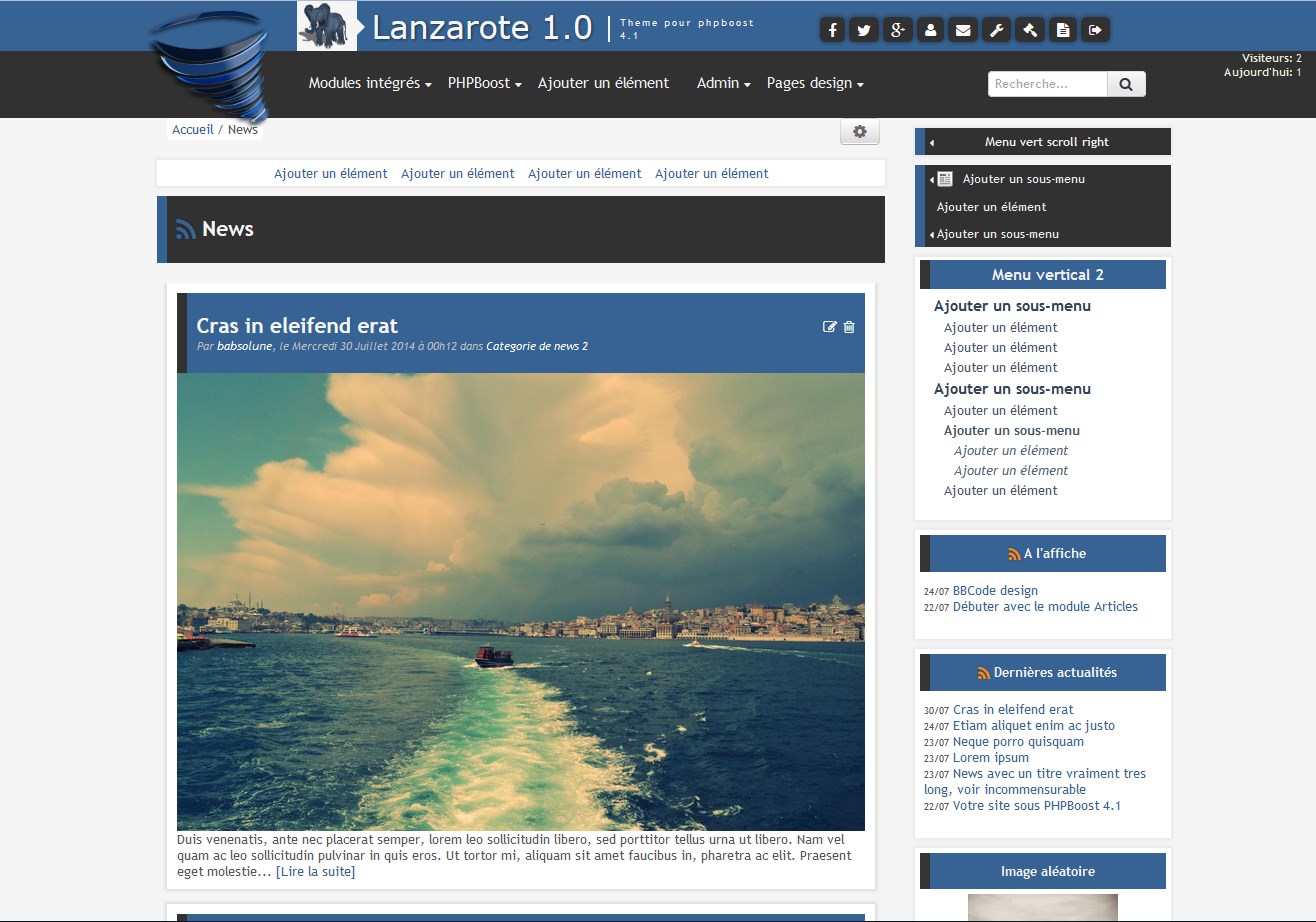 Lanzarote 1.0
Theme pour phpboost
4.1
Visiteurs: 2
Aujourd'hui: 1
Modules intégrés
PHPBoost
Ajouter un élément
Admin
Pages design
Recherche...
Accueil / News
Ajouter un élément Ajouter un élément Ajouter un élément Ajouter un élément
News
Cras in eleifend erat
Par babsolune, le Mercredi 30 Juillet 2014 à 00h12 dans Categorie de news 2
Duis venenatis, ante nec placerat semper, lorem leo sollicitudin libero, sed porttitor tellus urna ut libero. Nam vel
quam ac leo sollicitudin pulvinar in quis eros. Ut tortor mi, aliquam sit amet faucibus in, pharetra ac elit. Praesent
eget molestie... [Lire la suite]
Menu vert scroll right
Ajouter un sous-menu
Ajouter un élément
Ajouter un sous-menu
Menu vertical 2
Ajouter un sous-menu
Ajouter un élément
Ajouter un élément
Ajouter un élément
Ajouter un sous-menu
Ajouter un élément
Ajouter un sous-menu
Ajouter un élément
Ajouter un élément
Ajouter un élément
A l'affiche
24/07 BBCode design
22/07 Débuter avec le module Articles
Dernières actualités
30/07 Cras in eleifend erat
24/07 Etiam aliquet enim ac justo
23/07 Neque porro quisquam
23/07 Lorem ipsum
23/07 News avec un titre vraiment tres
long, voir incommensurable
22/07 Votre site sous PHPBoost 4.1
Image aléatoire